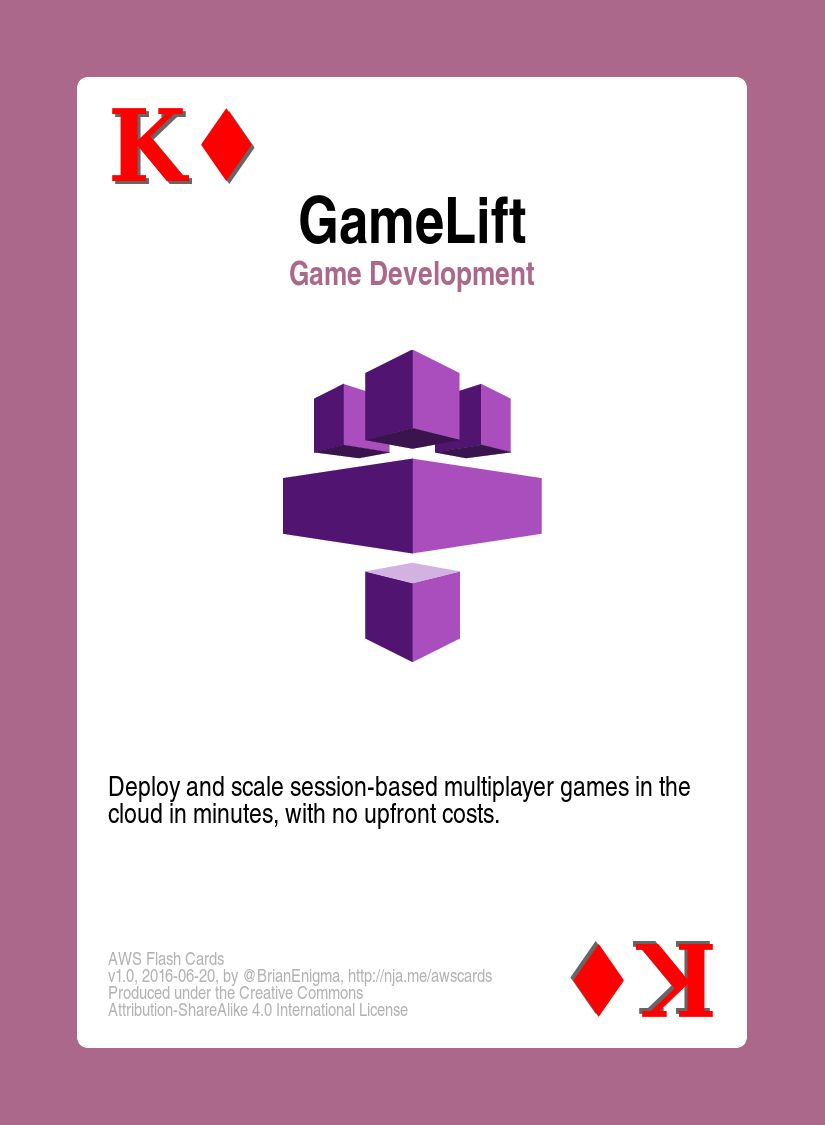 K♦
GameLift
Game Development
Deploy and scale session-based multiplayer games in the
cloud in minutes, with no upfront costs.
AWS Flash Cards
v1.0, 2016-06-20, by @BrianEnigma, http://nja.me/awscards
Produced under the Creative Commons
Attribution-ShareAlike 4.0 International License
K♦